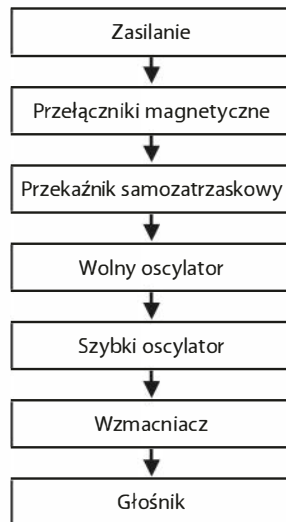 Zasilanie
Przełączniki magnetyczne
Przekaźnik samozatrzaskowy
Wolny oscylator
Szybki oscylator
Wzmacniacz
Głośnik